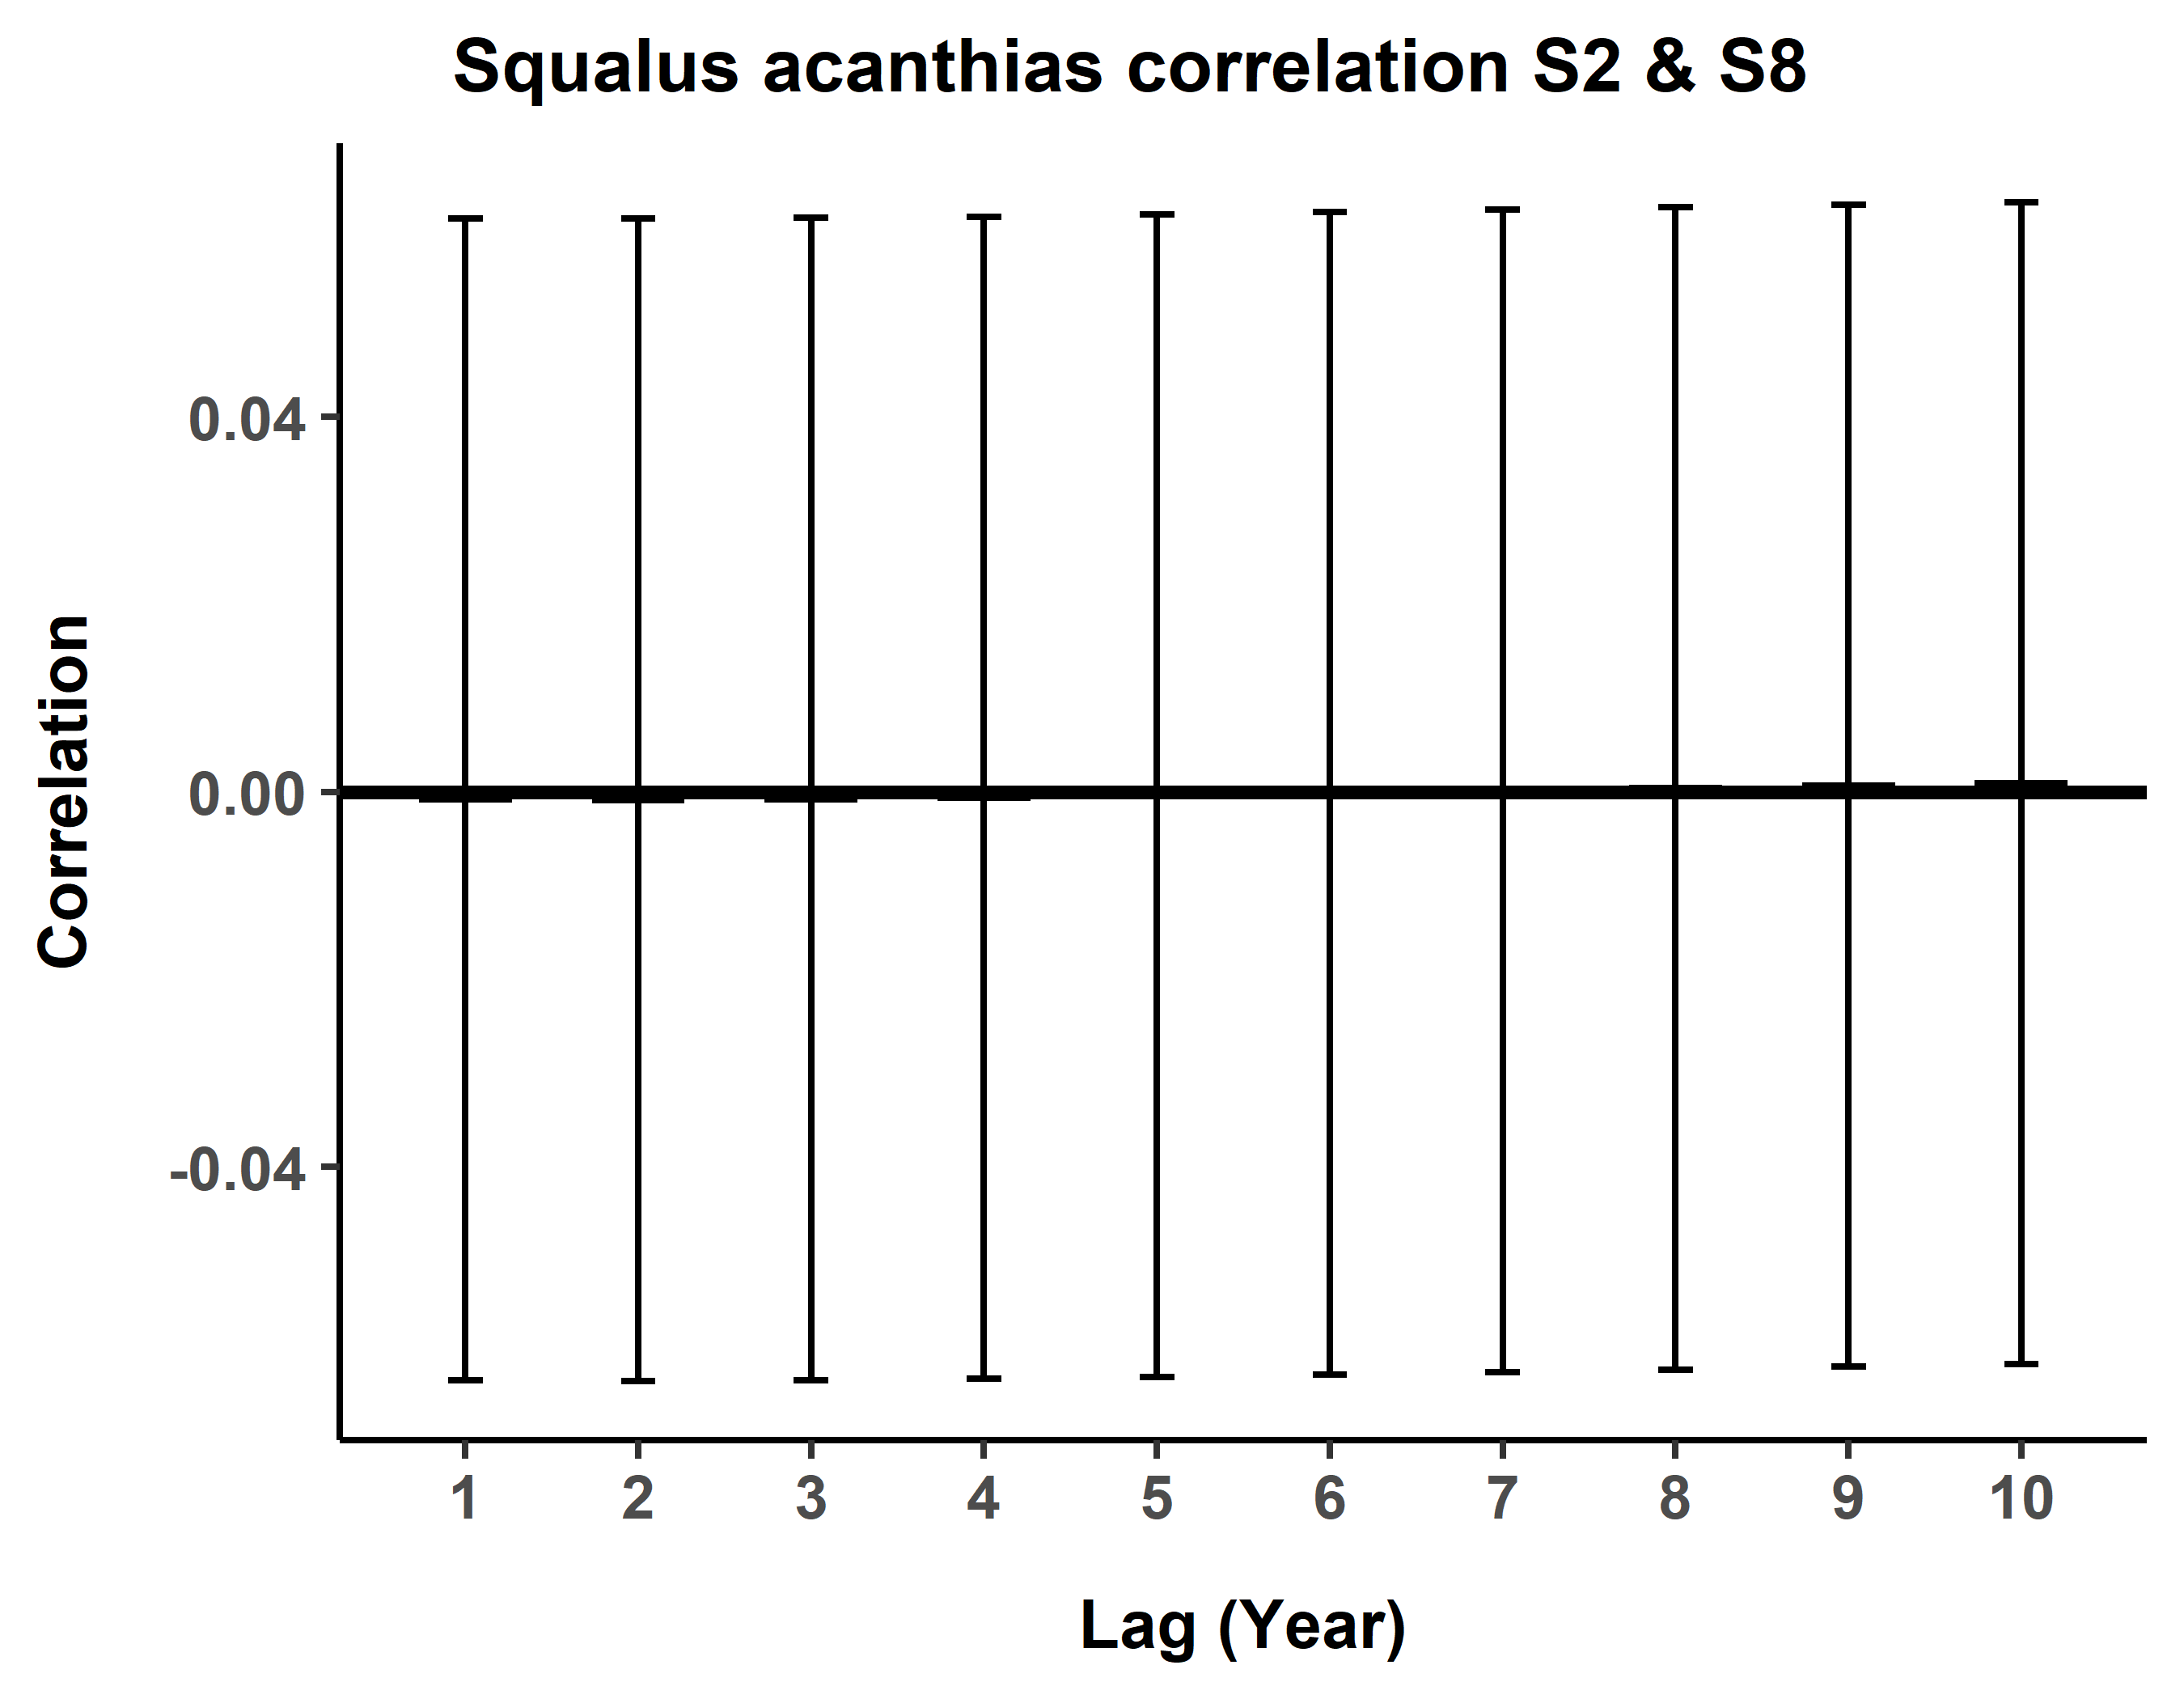 Squalus acanthias correlation S2 & S8
Correlation
0.04
0.00
-0.04
1 2 3 4 5 6 7 8 9 10
Lag (Year)